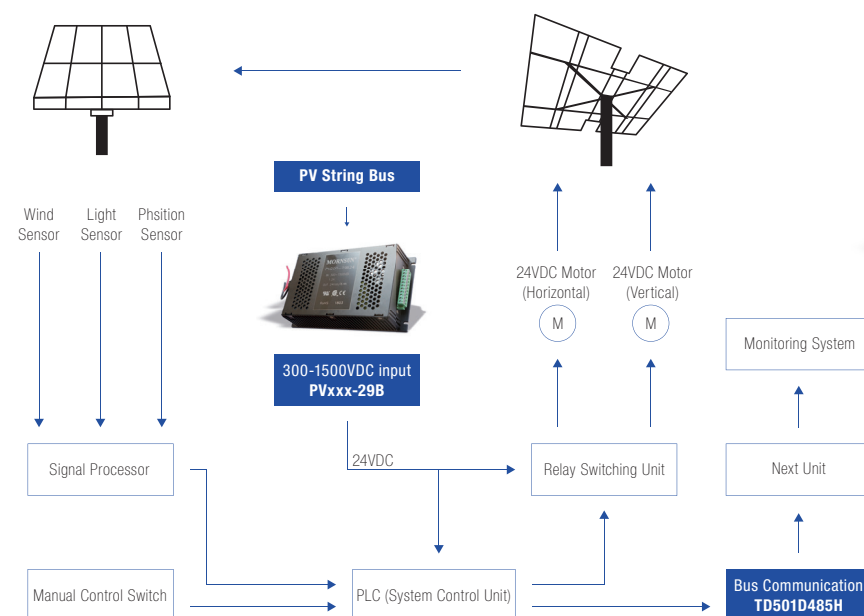 PV String Bus
Wind
Sensor
Light
Sensor
Phsition
Sensor
MORNSUN
300-1500VDC input
PVxxx-29B
24VDC Motor
(Horizontal)
M
24VDC Motor
(Vertical)
M
Monitoring System
Signal Processor
24VDC
Relay Switching Unit
Next Unit
Manual Control Switch
PLC (System Control Unit)
Bus Communication
TD501D485H